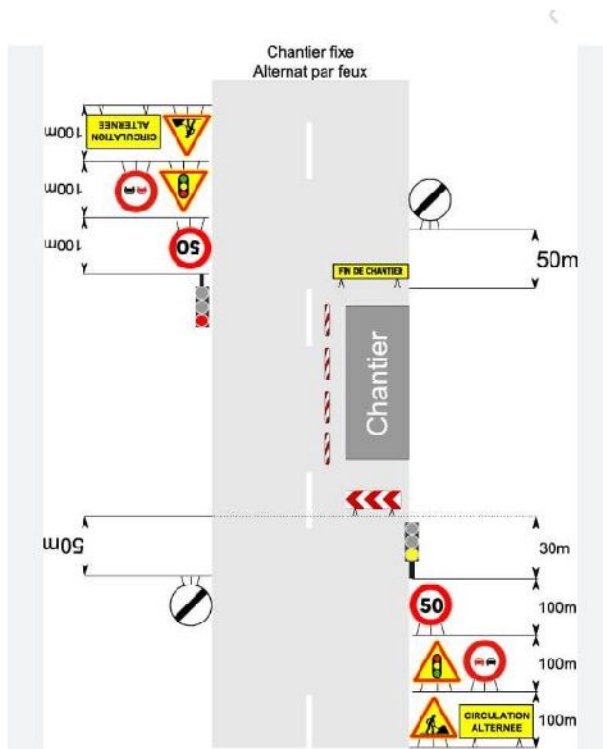 Chantier fixe
Alternat par feux
100m
CIRCULATION
ALTERNEE
100m
100m
50
50m
FIN DE CHANTIER
Chantier
50m
30m
50
100m
100m
CIRCULATION
ALTERNEE
100m